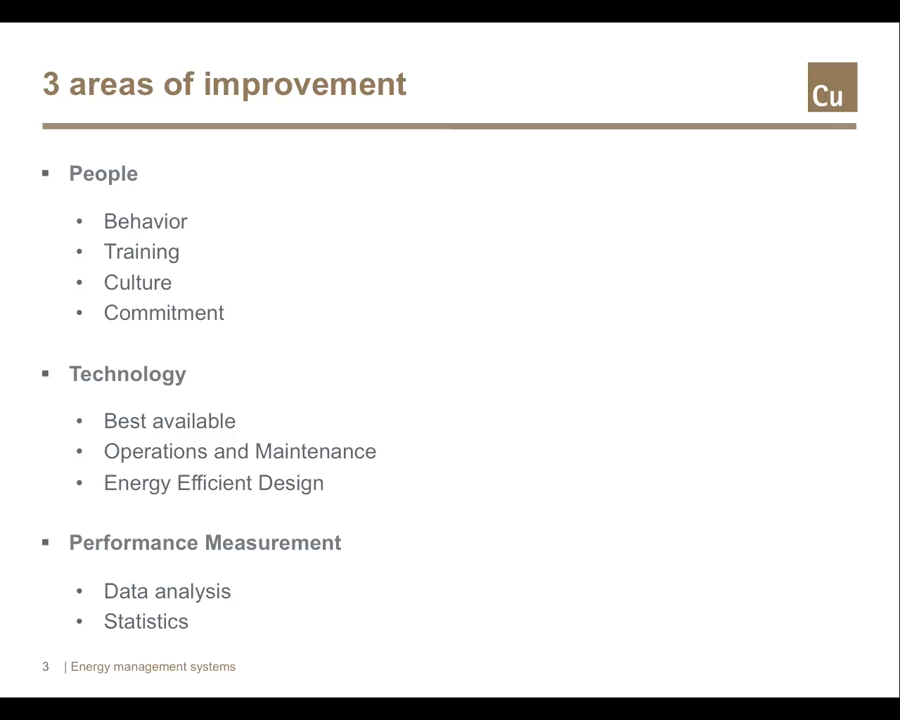 3 areas of improvement
Cu
▪ People
• Behavior
• Training
• Culture
• Commitment
▪ Technology
• Best available
• Operations and Maintenance
• Energy Efficient Design
▪ Performance Measurement
• Data analysis
• Statistics
3 | Energy management systems